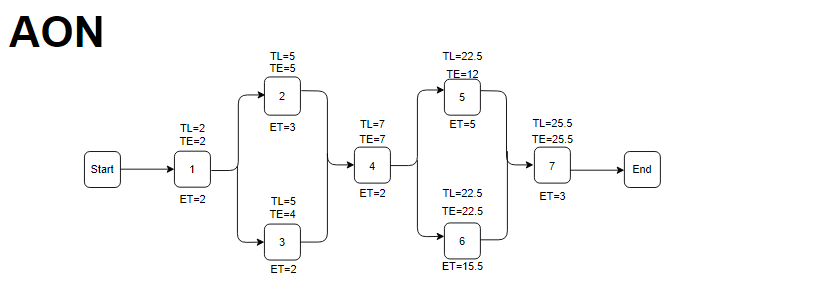 AON
Start
TL=2
TE=2
1
ET=2
TL=5
TE=5
2
ET=3
TL=5
TE=4
3
ET=2
TL=7
TE=7
4
ET=2
TL=22.5
TE=12
5
ET=5
TL=22.5
TE=22.5
6
ET=15.5
TL=25.5
TE=25.5
7
ET=3
End